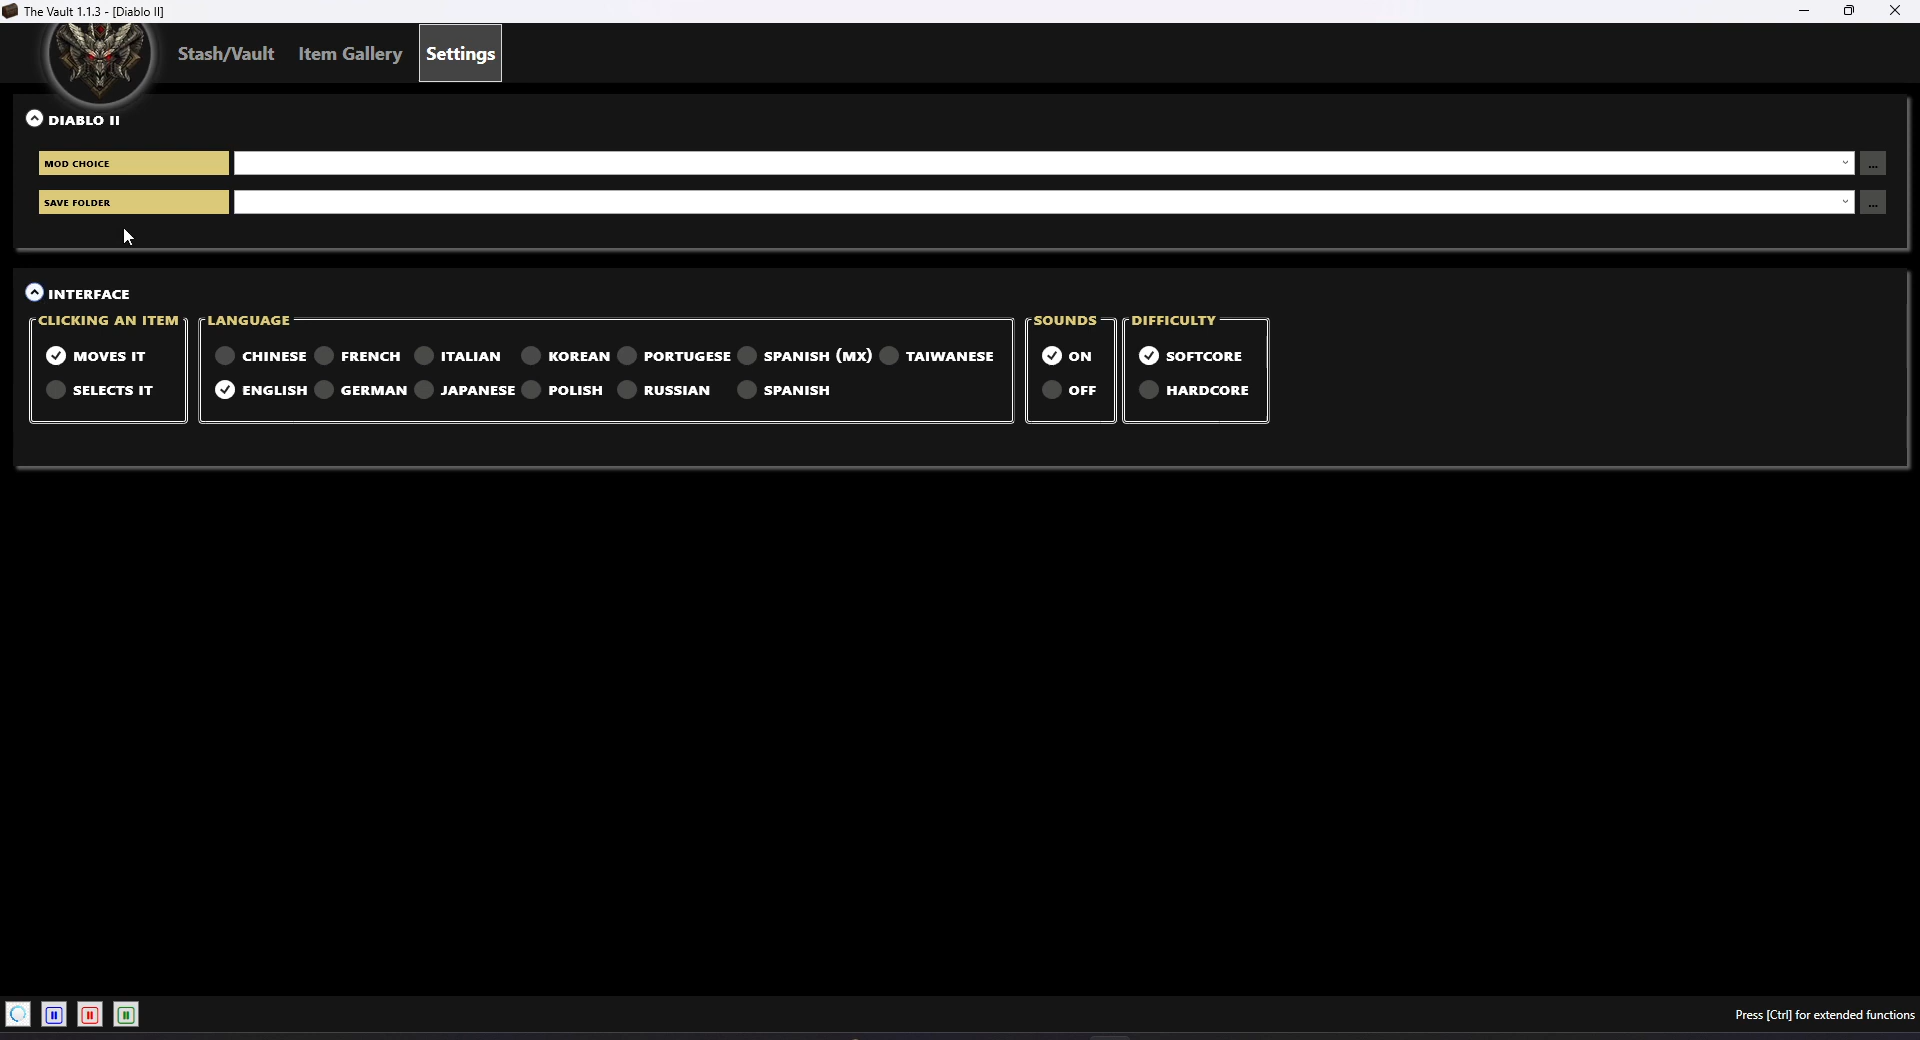 The Vault 1.1.3 - [Diablo II]
Stash/Vault Item Gallery Settings
DIABLO II
MOD CHOICE
...
SAVE FOLDER
...
INTERFACE
CLICKING AN ITEM LANGUAGE SOUNDS DIFFICULTY
MOVES IT CHINESE FRENCH ITALIAN KOREAN PORTUGESE SPANISH (MX) TAIWANESE ON SOFTCORE
SELECTS IT ENGLISH GERMAN JAPANESE POLISH RUSSIAN SPANISH OFF HARDCORE
Press [Ctrl] for extended functions